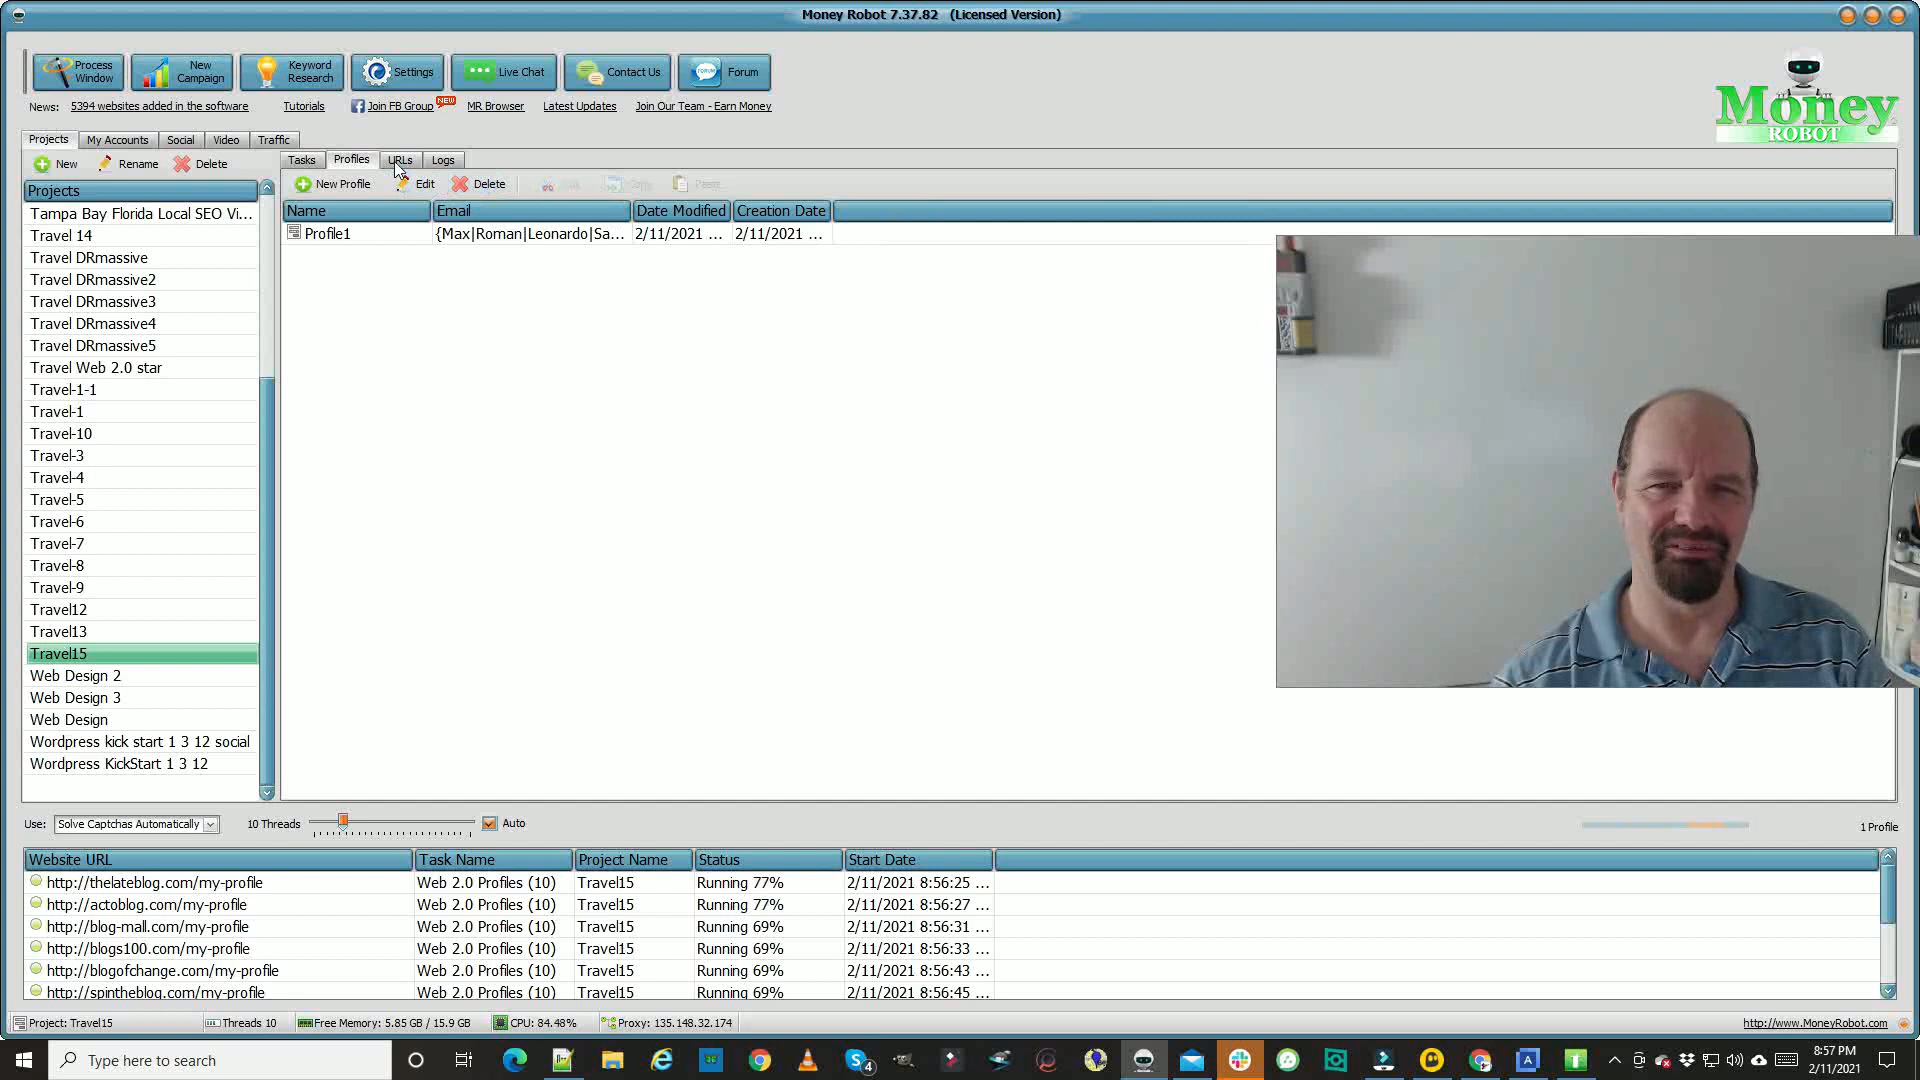 Money Robot 7.37.82 (Licensed Version)
Process Window
New Campaign
Keyword Research
Settings
Live Chat
Contact Us
FORUM
Forum
News: 5394 websites added in the software
Tutorials
Join FB Group NEW
MR Browser
Latest Updates
Join Our Team - Earn Money
Money
ROBOT
Projects My Accounts Social Video Traffic
New Rename Delete
Tasks Profiles URLs Logs
New Profile Edit Delete Copy Paste
Projects
Tampa Bay Florida Local SEO Vi...
Travel 14
Travel DRmassive
Travel DRmassive2
Travel DRmassive3
Travel DRmassive4
Travel DRmassive5
Travel Web 2.0 star
Travel-1-1
Travel-1
Travel-10
Travel-3
Travel-4
Travel-5
Travel-6
Travel-7
Travel-8
Travel-9
Travel12
Travel13
Travel15
Web Design 2
Web Design 3
Web Design
Wordpress kick start 1 3 12 social
Wordpress KickStart 1 3 12
Name Email Date Modified Creation Date
Profile1 {Max|Roman|Leonardo|Sa... 2/11/2021 ... 2/11/2021 ...
Use: Solve Captchas Automatically 10 Threads Auto 1 Profile
Website URL Task Name Project Name Status Start Date
http://thelateblog.com/my-profile Web 2.0 Profiles (10) Travel15 Running 77% 2/11/2021 8:56:25 ...
http://actoblog.com/my-profile Web 2.0 Profiles (10) Travel15 Running 77% 2/11/2021 8:56:27 ...
http://blog-mall.com/my-profile Web 2.0 Profiles (10) Travel15 Running 69% 2/11/2021 8:56:31 ...
http://blogs100.com/my-profile Web 2.0 Profiles (10) Travel15 Running 69% 2/11/2021 8:56:33 ...
http://blogofchange.com/my-profile Web 2.0 Profiles (10) Travel15 Running 69% 2/11/2021 8:56:43 ...
http://spintheblog.com/my-profile Web 2.0 Profiles (10) Travel15 Running 69% 2/11/2021 8:56:45 ...
Project: Travel15 Threads 10 Free Memory: 5.85 GB / 15.9 GB CPU: 84.48% Proxy: 135.148.32.174 http://www.MoneyRobot.com
Type here to search
4
8:57 PM
2/11/2021